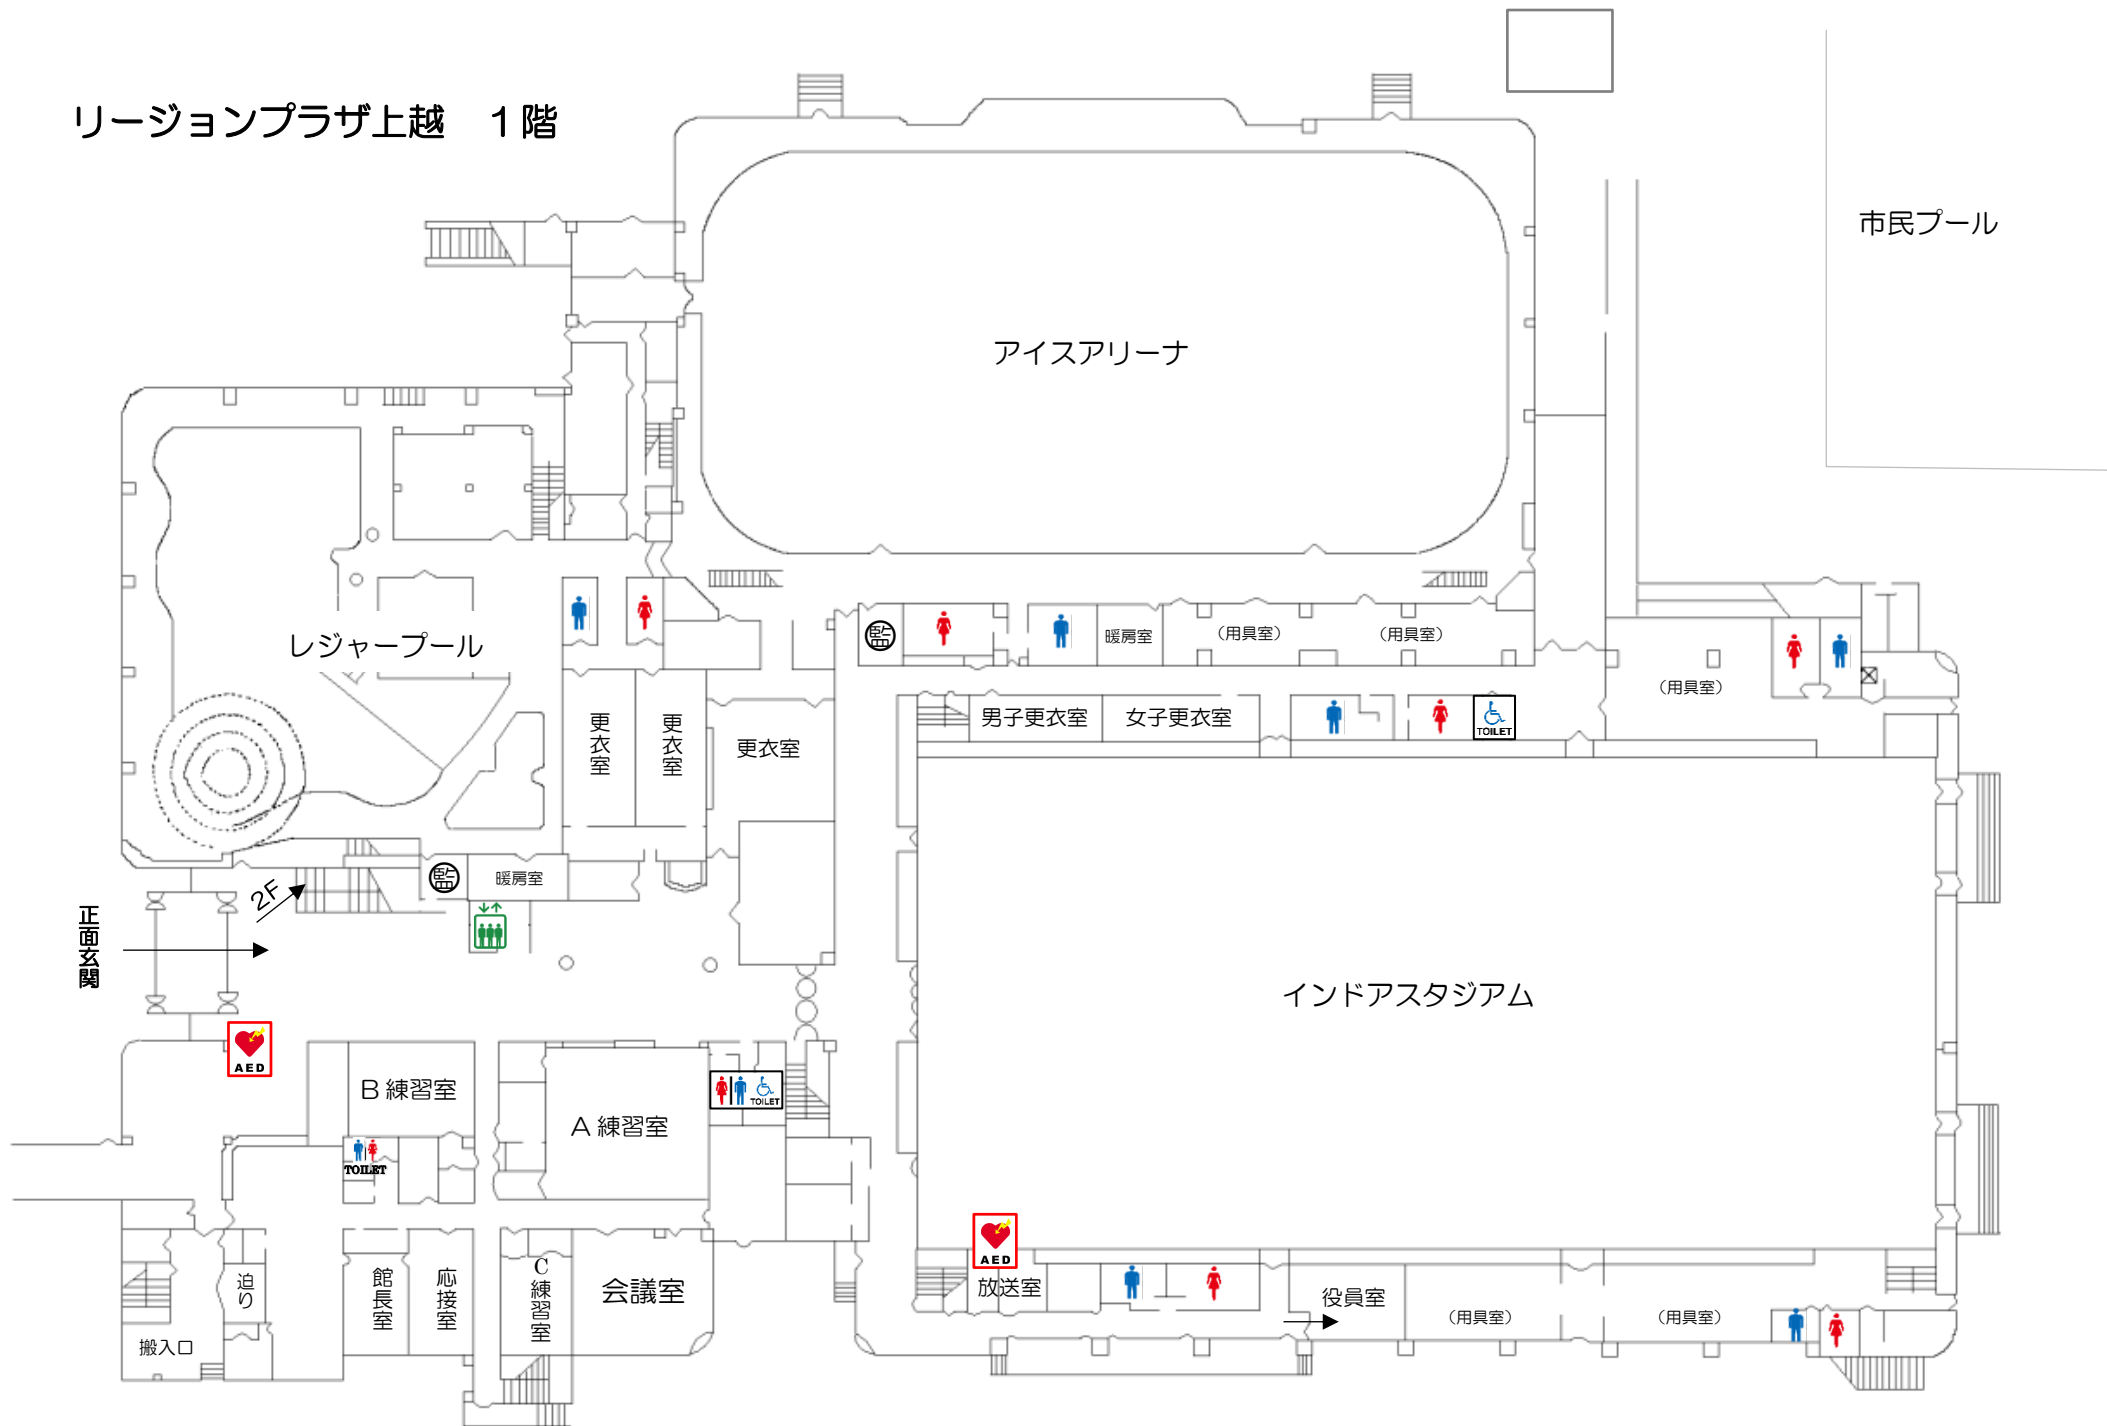 リージョンプラザ上越　1階
市民プール
アイスアリーナ
レジャープール
監
暖房室
（用具室）
（用具室）
（用具室）
男子更衣室
女子更衣室
TOILET
更衣室
更衣室
更衣室
監
暖房室
2F
正面玄関
インドアスタジアム
AED
B練習室
A練習室
TOILET
TOILET
AED
迫り
館長室
応接室
C練習室
会議室
放送室
役員室
（用具室）
（用具室）
搬入口